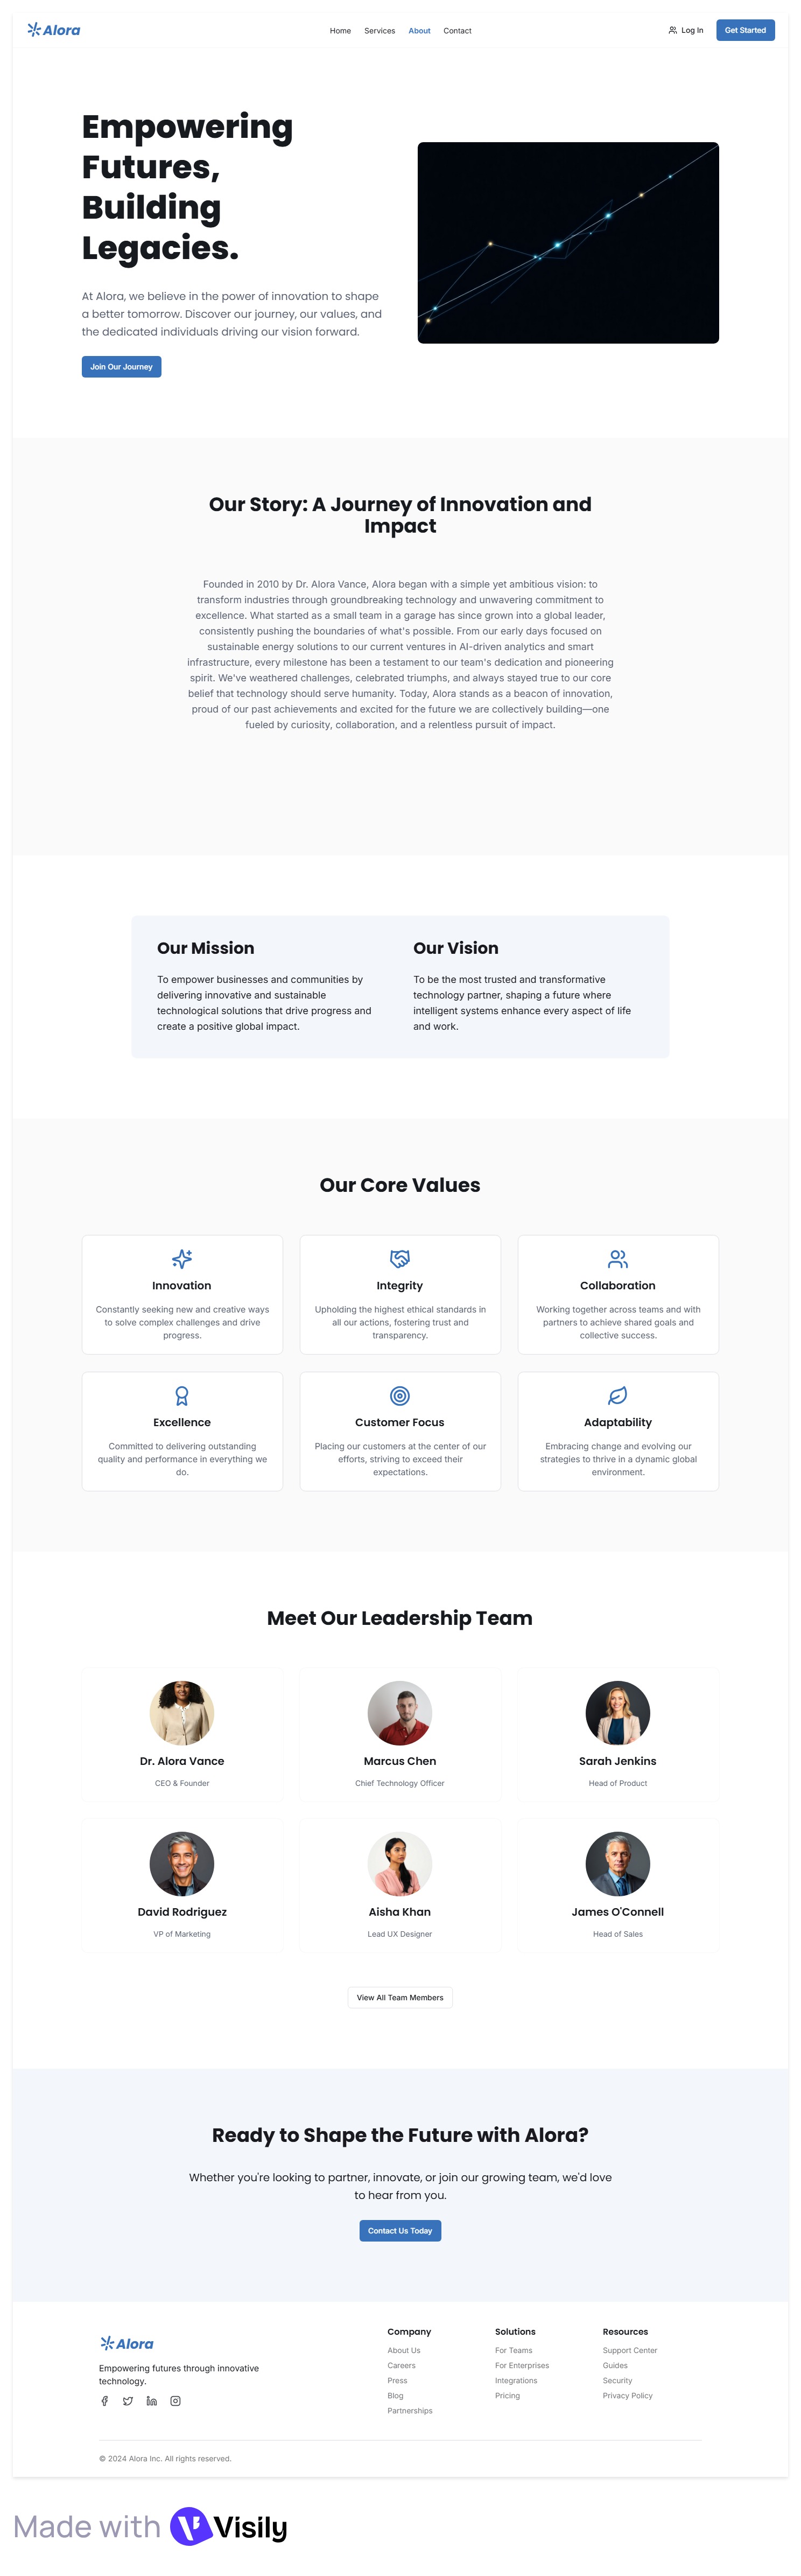 Alora
Home Services About Contact
Log In
Get Started
Empowering
Futures,
Building
Legacies.
At Alora, we believe in the power of innovation to shape
a better tomorrow. Discover our journey, our values, and
the dedicated individuals driving our vision forward.
Join Our Journey
Our Story: A Journey of Innovation and
Impact
Founded in 2010 by Dr. Alora Vance, Alora began with a simple yet ambitious vision: to
transform industries through groundbreaking technology and unwavering commitment to
excellence. What started as a small team in a garage has since grown into a global leader,
consistently pushing the boundaries of what's possible. From our early days focused on
sustainable energy solutions to our current ventures in AI-driven analytics and smart
infrastructure, every milestone has been a testament to our team's dedication and pioneering
spirit. We've weathered challenges, celebrated triumphs, and always stayed true to our core
belief that technology should serve humanity. Today, Alora stands as a beacon of innovation,
proud of our past achievements and excited for the future we are collectively building—one
fueled by curiosity, collaboration, and a relentless pursuit of impact.
Our Mission
To empower businesses and communities by
delivering innovative and sustainable
technological solutions that drive progress and
create a positive global impact.
Our Vision
To be the most trusted and transformative
technology partner, shaping a future where
intelligent systems enhance every aspect of life
and work.
Our Core Values
Innovation
Constantly seeking new and creative ways
to solve complex challenges and drive
progress.
Integrity
Upholding the highest ethical standards in
all our actions, fostering trust and
transparency.
Collaboration
Working together across teams and with
partners to achieve shared goals and
collective success.
Excellence
Committed to delivering outstanding
quality and performance in everything we
do.
Customer Focus
Placing our customers at the center of our
efforts, striving to exceed their
expectations.
Adaptability
Embracing change and evolving our
strategies to thrive in a dynamic global
environment.
Meet Our Leadership Team
Dr. Alora Vance
CEO & Founder
Marcus Chen
Chief Technology Officer
Sarah Jenkins
Head of Product
David Rodriguez
VP of Marketing
Aisha Khan
Lead UX Designer
James O'Connell
Head of Sales
View All Team Members
Ready to Shape the Future with Alora?
Whether you're looking to partner, innovate, or join our growing team, we'd love
to hear from you.
Contact Us Today
Alora
Empowering futures through innovative
technology.
Company
About Us
Careers
Press
Blog
Partnerships
Solutions
For Teams
For Enterprises
Integrations
Pricing
Resources
Support Center
Guides
Security
Privacy Policy
© 2024 Alora Inc. All rights reserved.
Made with Visily